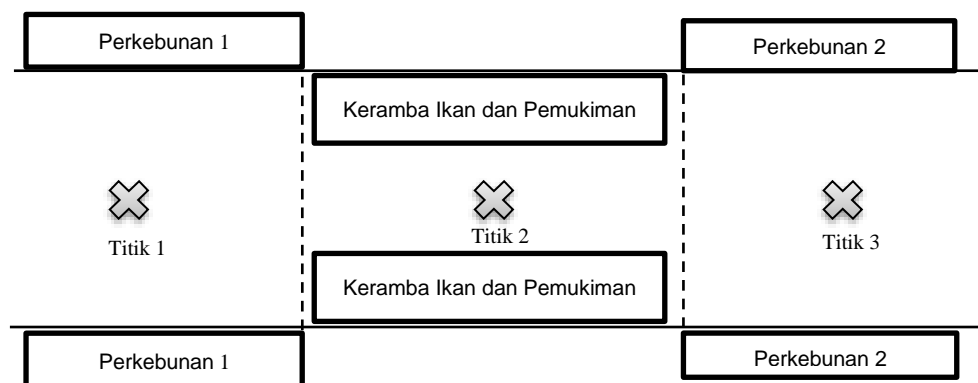 Perkebunan 1
Perkebunan 2
Keramba Ikan dan Pemukiman
Titik 1
Titik 2
Titik 3
Keramba Ikan dan Pemukiman
Perkebunan 1
Perkebunan 2